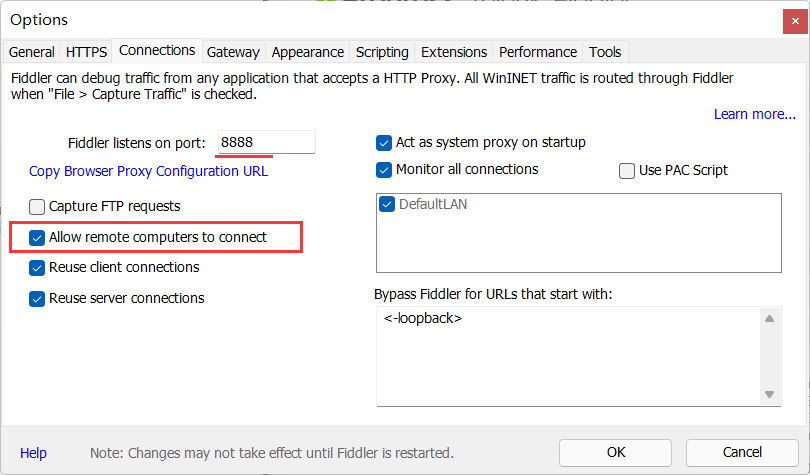 Options
General HTTPS Connections Gateway Appearance Scripting Extensions Performance Tools
Fiddler can debug traffic from any application that accepts a HTTP Proxy. All WinINET traffic is routed through Fiddler
when "File > Capture Traffic" is checked.
Learn more...
Fiddler listens on port: 8888
Copy Browser Proxy Configuration URL
Capture FTP requests
Allow remote computers to connect
Reuse client connections
Reuse server connections
Act as system proxy on startup
Monitor all connections
Use PAC Script
DefaultLAN
Bypass Fiddler for URLs that start with:
<-loopback>
Help
Note: Changes may not take effect until Fiddler is restarted.
OK
Cancel